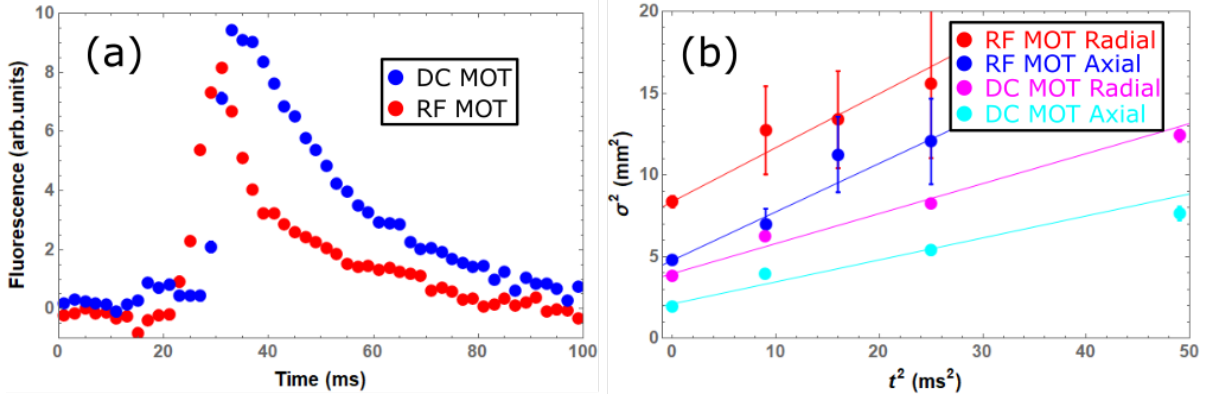 (a)
DC MOT
RF MOT
Fluorescence (arb.units)
10
8
6
4
2
0
0
20
40
60
80
100
Time (ms)
(b)
RF MOT Radial
RF MOT Axial
DC MOT Radial
DC MOT Axial
σ² (mm²)
20
15
10
5
0
0
10
20
30
40
50
t² (ms²)